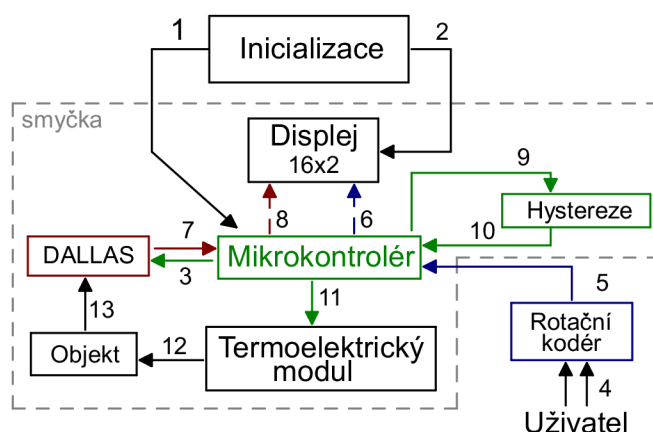 1
2
Inicializace
smyčka
Displej
16x2
9
8
6
Hystereze
10
7
DALLAS
3
Mikrokontrolér
5
13
11
Rotační
kodér
Objekt
12
Termoelektrický
modul
4
Uživatel